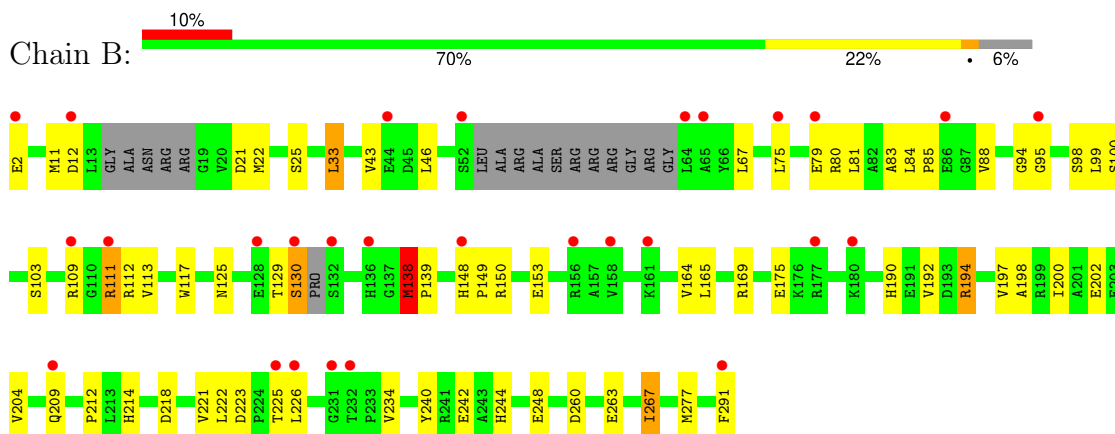 10%
Chain B:
70% 22% • 6%
E2 M11 D12 L13 GLY ALA ASN ARG ARG G19 V20 D21 M22 S25 L33 V43 E44 D45 L46 S52 LEU ALA ARG ALA SER ARG ARG ARG GLY ARG GLY L64 A65 Y66 L67 L75 E79 R80 L81 A82 A83 L84 P85 E86 G87 V88 G94 G95 S98 L99 S100
S103 R109 G110 R111 R112 V113 W117 N125 E128 T129 S130 PRO S132 H136 G137 M138 P139 H148 P149 R150 E153 R156 A157 V158 K161 V164 L165 R169 E175 K176 R177 K180 H190 E191 V192 D193 R194 V197 A198 R199 I200 A201 E202 E203
V204 Q209 P212 L213 H214 D218 V221 L222 D223 P224 T225 L226 G231 T232 P233 V234 Y240 R241 E242 A243 H244 E248 D260 E263 I267 M277 F291